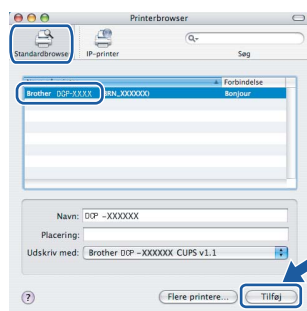 Printerbrowser
Standardbrowse IP-printer Søg
Forbindelse
Brother DCP-XXXX (BRN_XXXXXX) Bonjour
Navn: DCP -XXXXXX
Placering:
Udskriv med: Brother DCP -XXXXXX CUPS v1.1
? Flere printere... Tilføj